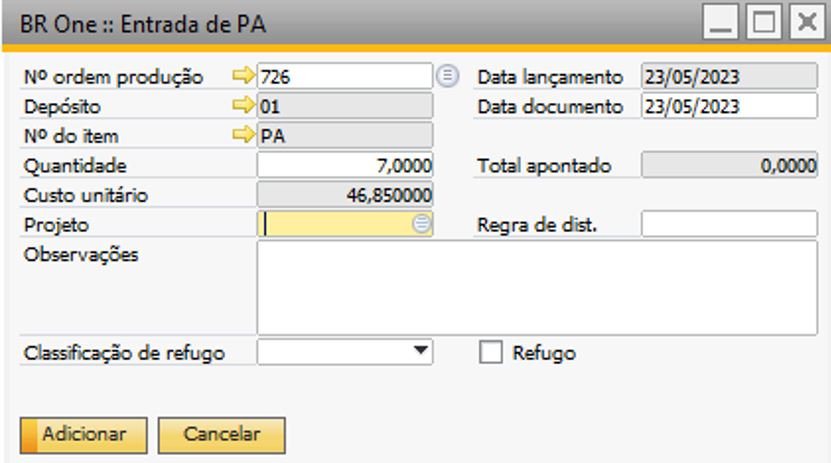 BR One :: Entrada de PA
Nº ordem produção 726 Data lançamento 23/05/2023
Depósito 01 Data documento 23/05/2023
Nº do item PA
Quantidade 7,0000 Total apontado 0,0000
Custo unitário 46,850000
Projeto Regra de dist.
Observações
Classificação de refugo Refugo
Adicionar Cancelar